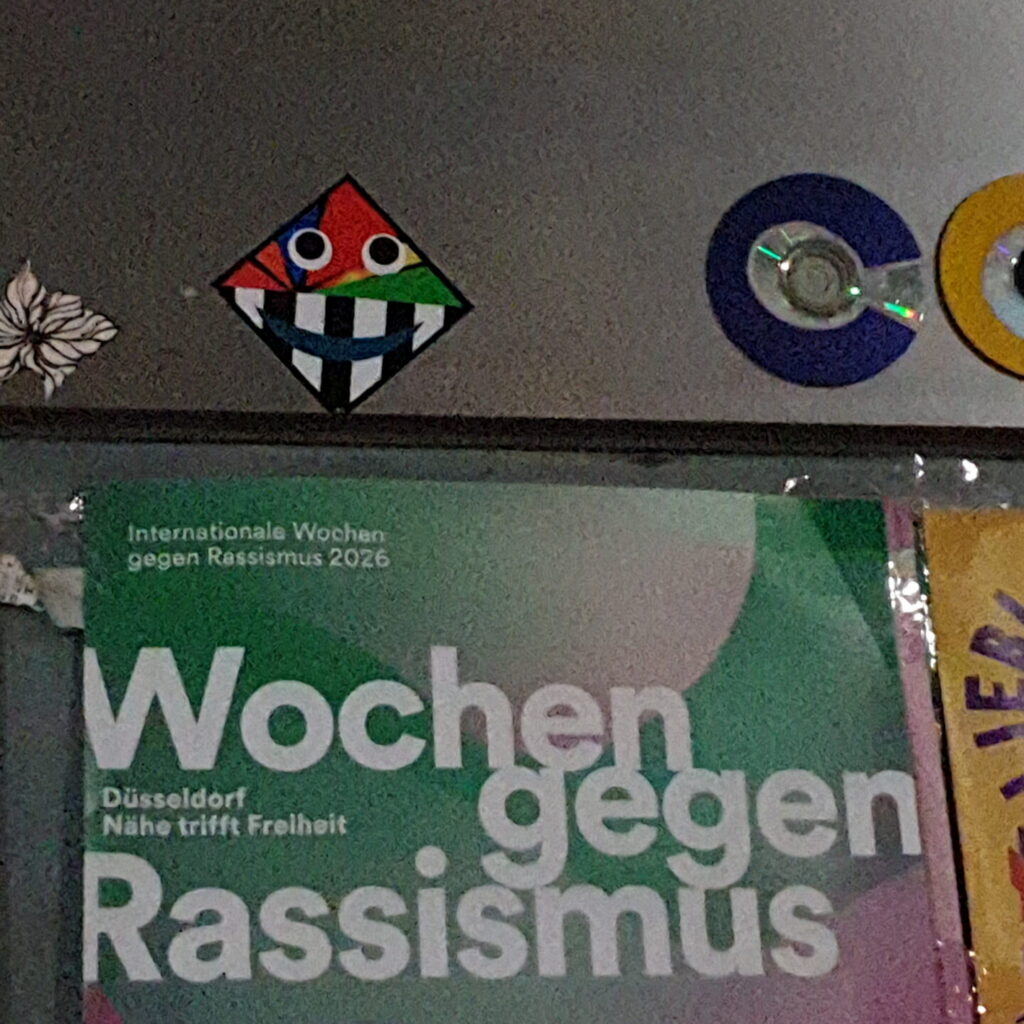 Internationale Wochen
gegen Rassismus 2026
Wochen
gegen
Düsseldorf
Nähe trifft Freiheit
Rassismus